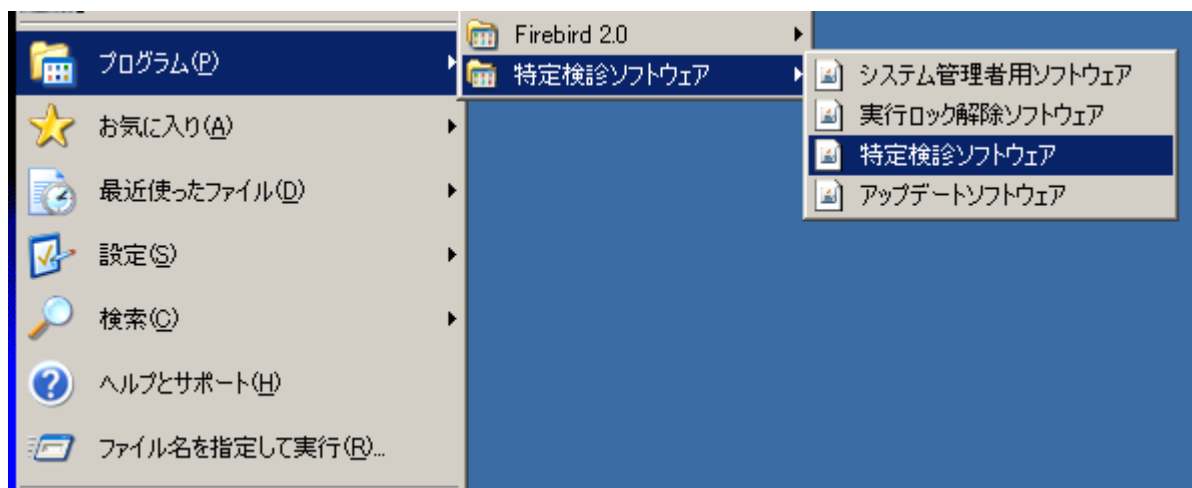 プログラム(P)
お気に入り(A)
最近使ったファイル(D)
設定(S)
検索(C)
ヘルプとサポート(H)
ファイル名を指定して実行(R)...
Firebird 2.0
特定検診ソフトウェア
システム管理者用ソフトウェア
実行ロック解除ソフトウェア
特定検診ソフトウェア
アップデートソフトウェア